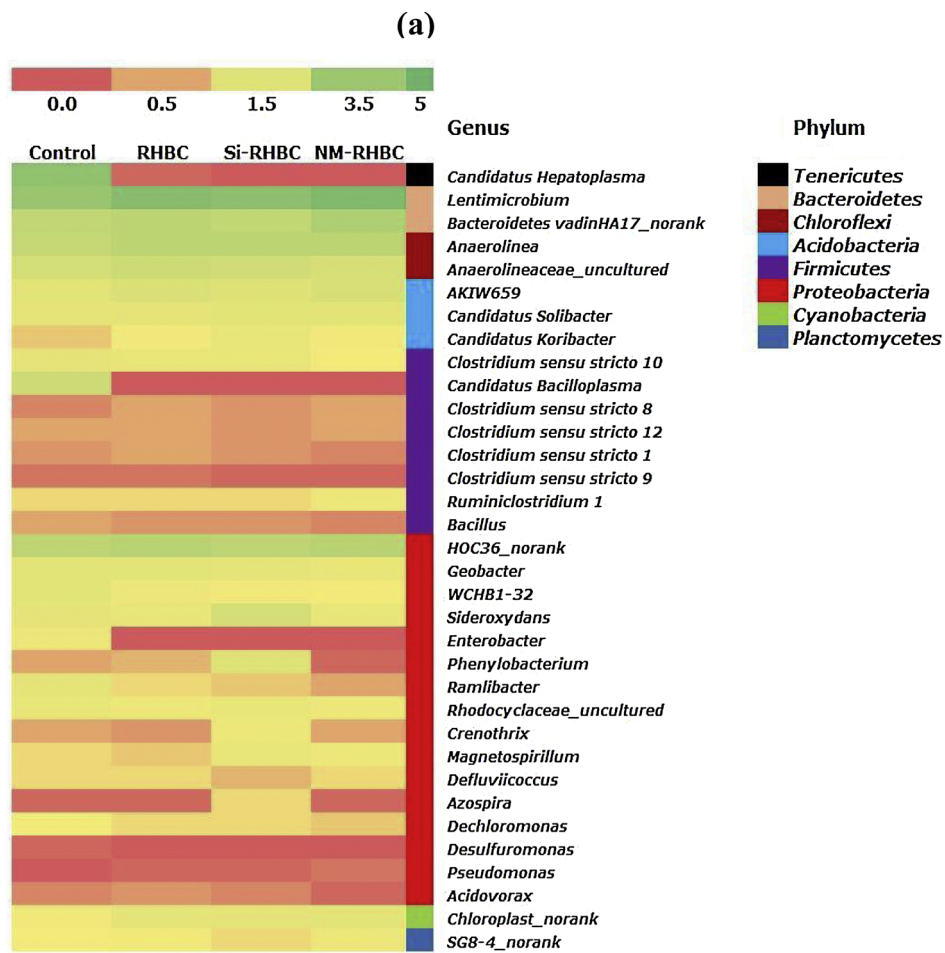 (a)
0.0 0.5 1.5 3.5 5
Genus Phylum
Control RHBC Si-RHBC NM-RHBC
Candidatus Hepatoplasma Tenericutes
Lentimicrobium Bacteroidetes
Bacteroidetes vadinHA17_norank Chloroflexi
Anaerolinea Acidobacteria
Anaerolineaceae_uncultured Firmicutes
AKIW659 Proteobacteria
Candidatus Solibacter Cyanobacteria
Candidatus Koribacter Planctomycetes
Clostridium sensu stricto 10
Candidatus Bacilloplasma
Clostridium sensu stricto 8
Clostridium sensu stricto 12
Clostridium sensu stricto 1
Clostridium sensu stricto 9
Ruminiclostridium 1
Bacillus
HOC36_norank
Geobacter
WCHB1-32
Sideroxydans
Enterobacter
Phenylobacterium
Ramlibacter
Rhodocyclaceae_uncultured
Crenothrix
Magnetospirillum
Defluviicoccus
Azospira
Dechloromonas
Desulfuromonas
Pseudomonas
Acidovorax
Chloroplast_norank
SG8-4_norank